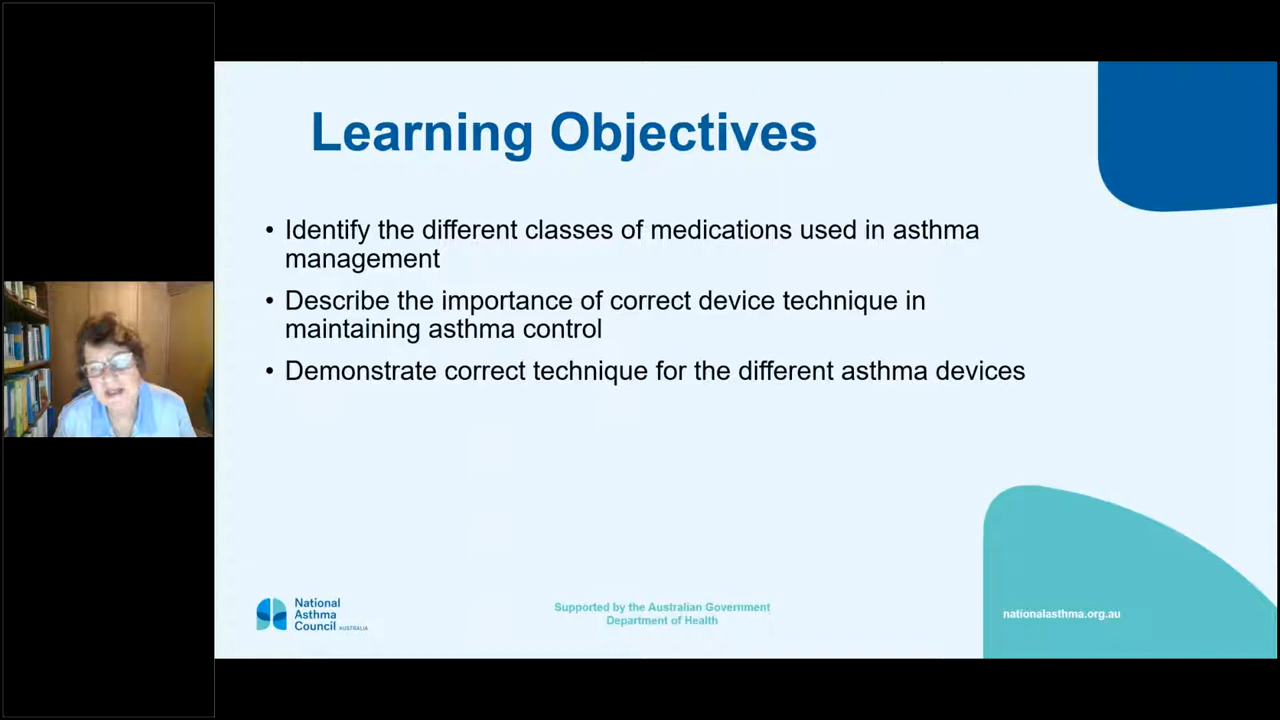 Learning Objectives
• Identify the different classes of medications used in asthma
management
• Describe the importance of correct device technique in
maintaining asthma control
• Demonstrate correct technique for the different asthma devices
National
Asthma
Council AUSTRALIA
Supported by the Australian Government
Department of Health
nationalasthma.org.au